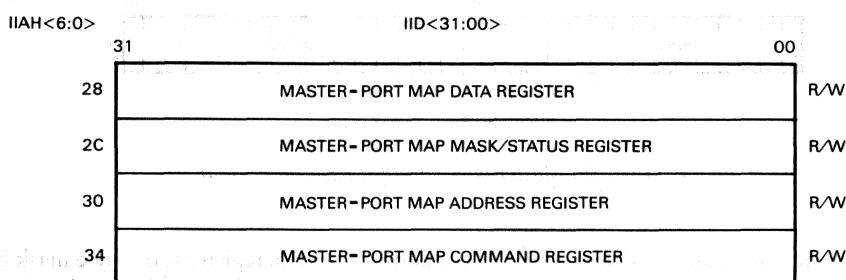 IIAH<6:0> IID<31:00>
31 00
28 MASTER-PORT MAP DATA REGISTER R/W
2C MASTER-PORT MAP MASK/STATUS REGISTER R/W
30 MASTER-PORT MAP ADDRESS REGISTER R/W
34 MASTER-PORT MAP COMMAND REGISTER R/W